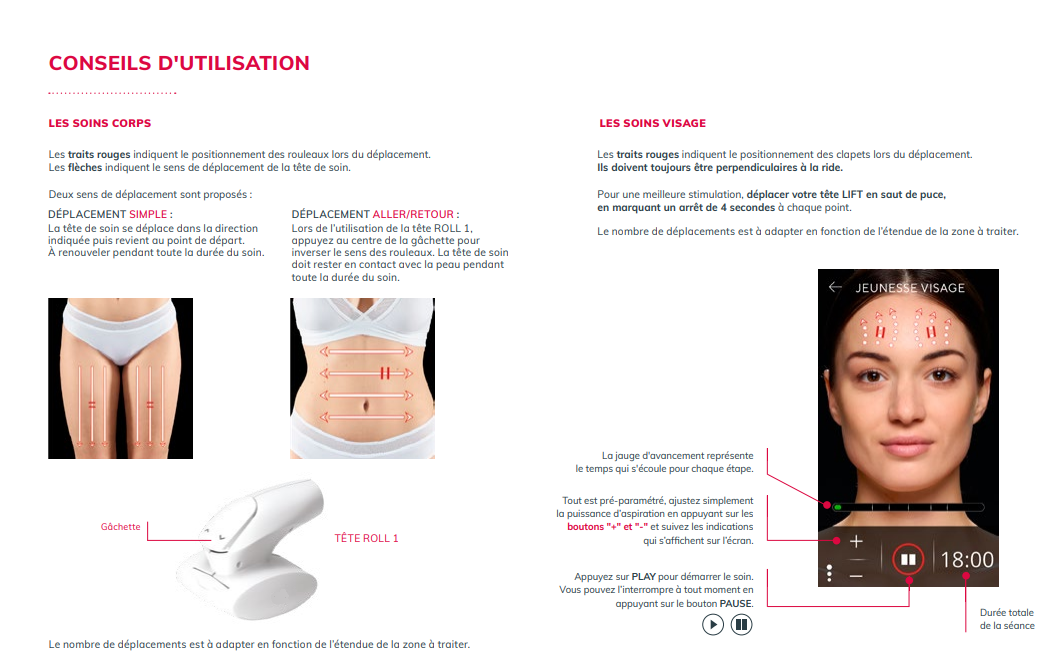 CONSEILS D'UTILISATION
LES SOINS CORPS
Les traits rouges indiquent le positionnement des rouleaux lors du déplacement.
Les flèches indiquent le sens de déplacement de la tête de soin.
Deux sens de déplacement sont proposés :
DÉPLACEMENT SIMPLE :
La tête de soin se déplace dans la direction
indiquée puis revient au point de départ.
À renouveler pendant toute la durée du soin.
DÉPLACEMENT ALLER/RETOUR :
Lors de l'utilisation de la tête ROLL 1,
appuyez au centre de la gâchette pour
inverser le sens des rouleaux. La tête de soin
doit rester en contact avec la peau pendant
toute la durée du soin.
Gâchette
TÊTE ROLL 1
Le nombre de déplacements est à adapter en fonction de l'étendue de la zone à traiter.
LES SOINS VISAGE
Les traits rouges indiquent le positionnement des clapets lors du déplacement.
Ils doivent toujours être perpendiculaires à la ride.
Pour une meilleure stimulation, déplacer votre tête LIFT en saut de puce,
en marquant un arrêt de 4 secondes à chaque point.
Le nombre de déplacements est à adapter en fonction de l'étendue de la zone à traiter.
JEUNESSE VISAGE
La jauge d'avancement représente
le temps qui s'écoule pour chaque étape.
Tout est pré-paramétré, ajustez simplement
la puissance d'aspiration en appuyant sur les
boutons "+" et "-" et suivez les indications
qui s'affichent sur l'écran.
+
−
18:00
Appuyez sur PLAY pour démarrer le soin.
Vous pouvez l'interrompre à tout moment en
appuyant sur le bouton PAUSE.
Durée totale
de la séance